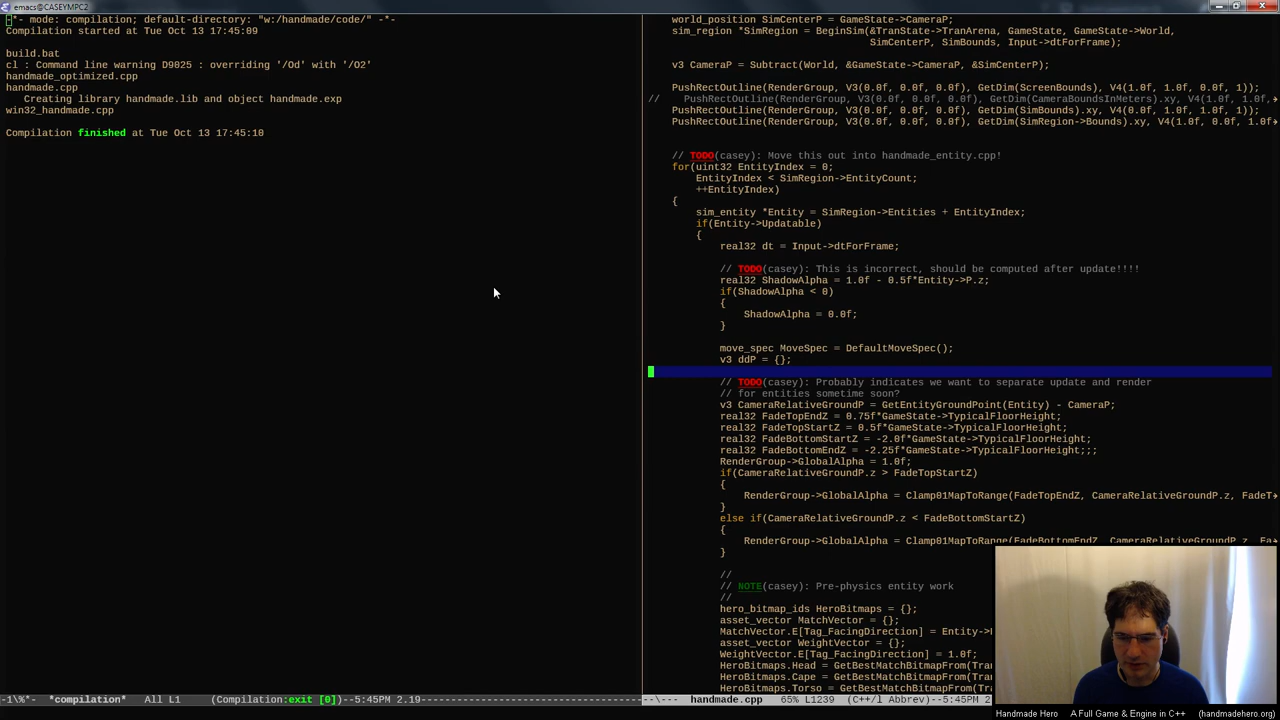 emacs@CASEYMPC2
-*- mode: compilation; default-directory: "w:/handmade/code/" -*-
Compilation started at Tue Oct 13 17:45:09
build.bat
cl : Command line warning D9025 : overriding '/Od' with '/O2'
handmade_optimized.cpp
handmade.cpp
   Creating library handmade.lib and object handmade.exp
win32_handmade.cpp
Compilation finished at Tue Oct 13 17:45:10
-1\%*-  *compilation*   All L1     (Compilation:exit [0])--5:45PM 2.19
world_position SimCenterP = GameState->CameraP;
sim_region *SimRegion = BeginSim(&TranState->TranArena, GameState, GameState->World,
SimCenterP, SimBounds, Input->dtForFrame);
v3 CameraP = Subtract(World, &GameState->CameraP, &SimCenterP);
PushRectOutline(RenderGroup, V3(0.0f, 0.0f, 0.0f), GetDim(ScreenBounds), V4(1.0f, 1.0f, 0.0f, 1));
//    PushRectOutline(RenderGroup, V3(0.0f, 0.0f, 0.0f), GetDim(CameraBoundsInMeters).xy, V4(1.0f, 1.0f,
PushRectOutline(RenderGroup, V3(0.0f, 0.0f, 0.0f), GetDim(SimBounds).xy, V4(0.0f, 1.0f, 1.0f, 1));
PushRectOutline(RenderGroup, V3(0.0f, 0.0f, 0.0f), GetDim(SimRegion->Bounds).xy, V4(1.0f, 0.0f, 1.0f
// TODO(casey): Move this out into handmade_entity.cpp!
for(uint32 EntityIndex = 0;
EntityIndex < SimRegion->EntityCount;
++EntityIndex)
{
sim_entity *Entity = SimRegion->Entities + EntityIndex;
if(Entity->Updatable)
{
real32 dt = Input->dtForFrame;
// TODO(casey): This is incorrect, should be computed after update!!!!
real32 ShadowAlpha = 1.0f - 0.5f*Entity->P.z;
if(ShadowAlpha < 0)
{
ShadowAlpha = 0.0f;
}
move_spec MoveSpec = DefaultMoveSpec();
v3 ddP = {};
// TODO(casey): Probably indicates we want to separate update and render
// for entities sometime soon?
v3 CameraRelativeGroundP = GetEntityGroundPoint(Entity) - CameraP;
real32 FadeTopEndZ = 0.75f*GameState->TypicalFloorHeight;
real32 FadeTopStartZ = 0.5f*GameState->TypicalFloorHeight;
real32 FadeBottomStartZ = -2.0f*GameState->TypicalFloorHeight;
real32 FadeBottomEndZ = -2.25f*GameState->TypicalFloorHeight;;;
RenderGroup->GlobalAlpha = 1.0f;
if(CameraRelativeGroundP.z > FadeTopStartZ)
{
RenderGroup->GlobalAlpha = Clamp01MapToRange(FadeTopEndZ, CameraRelativeGroundP.z, FadeT
}
else if(CameraRelativeGroundP.z < FadeBottomStartZ)
{
RenderGroup->GlobalAlpha = Clamp01MapToRange(FadeBottomEndZ, CameraRelativeGroundP.z, Fa
}
//
// NOTE(casey): Pre-physics entity work
//
hero_bitmap_ids HeroBitmaps = {};
asset_vector MatchVector = {};
MatchVector.E[Tag_FacingDirection] = Entity->
asset_vector WeightVector = {};
WeightVector.E[Tag_FacingDirection] = 1.0f;
HeroBitmaps.Head = GetBestMatchBitmapFrom(Tra
HeroBitmaps.Cape = GetBestMatchBitmapFrom(Tra
HeroBitmaps.Torso = GetBestMatchBitmapFrom(Tr
--\---  handmade.cpp   65% L1239  (C++/l Abbrev)--5:45PM 2
Handmade Hero   A Full Game & Engine in C++   (handmadehero.org)